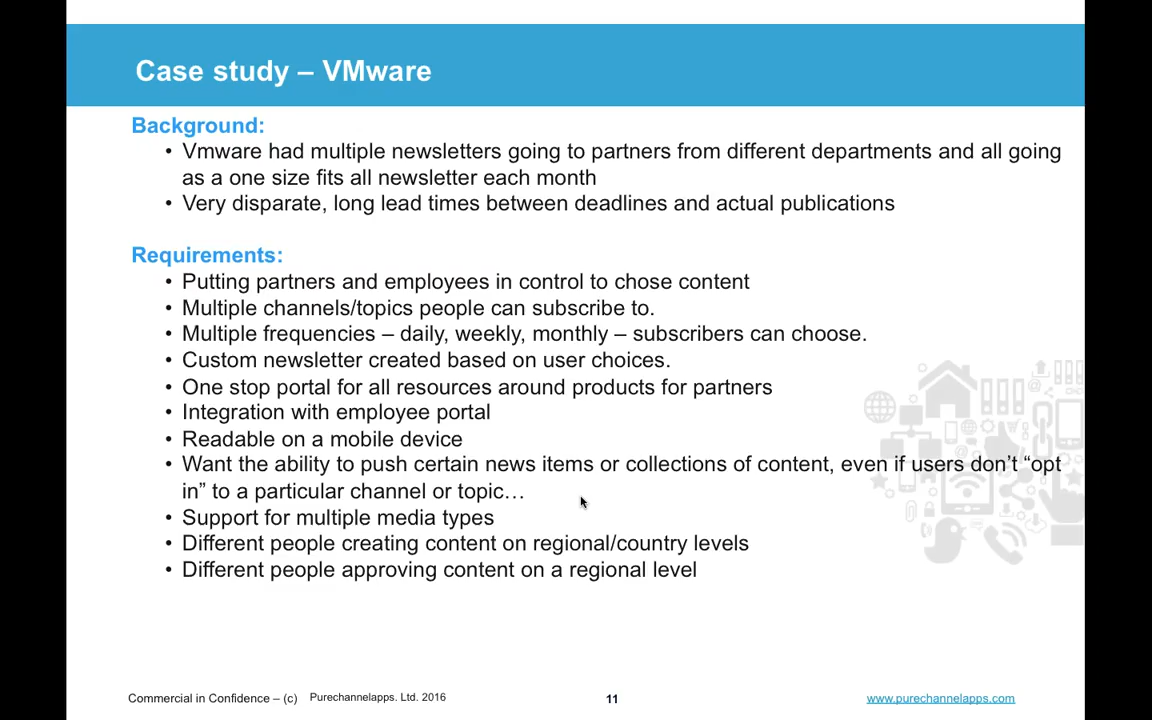 Case study – VMware
Background:
• Vmware had multiple newsletters going to partners from different departments and all going
as a one size fits all newsletter each month
• Very disparate, long lead times between deadlines and actual publications
Requirements:
• Putting partners and employees in control to chose content
• Multiple channels/topics people can subscribe to.
• Multiple frequencies – daily, weekly, monthly – subscribers can choose.
• Custom newsletter created based on user choices.
• One stop portal for all resources around products for partners
• Integration with employee portal
• Readable on a mobile device
• Want the ability to push certain news items or collections of content, even if users don’t “opt
in” to a particular channel or topic…
• Support for multiple media types
• Different people creating content on regional/country levels
• Different people approving content on a regional level
Commercial in Confidence – (c) Purechannelapps. Ltd. 2016 11 www.purechannelapps.com